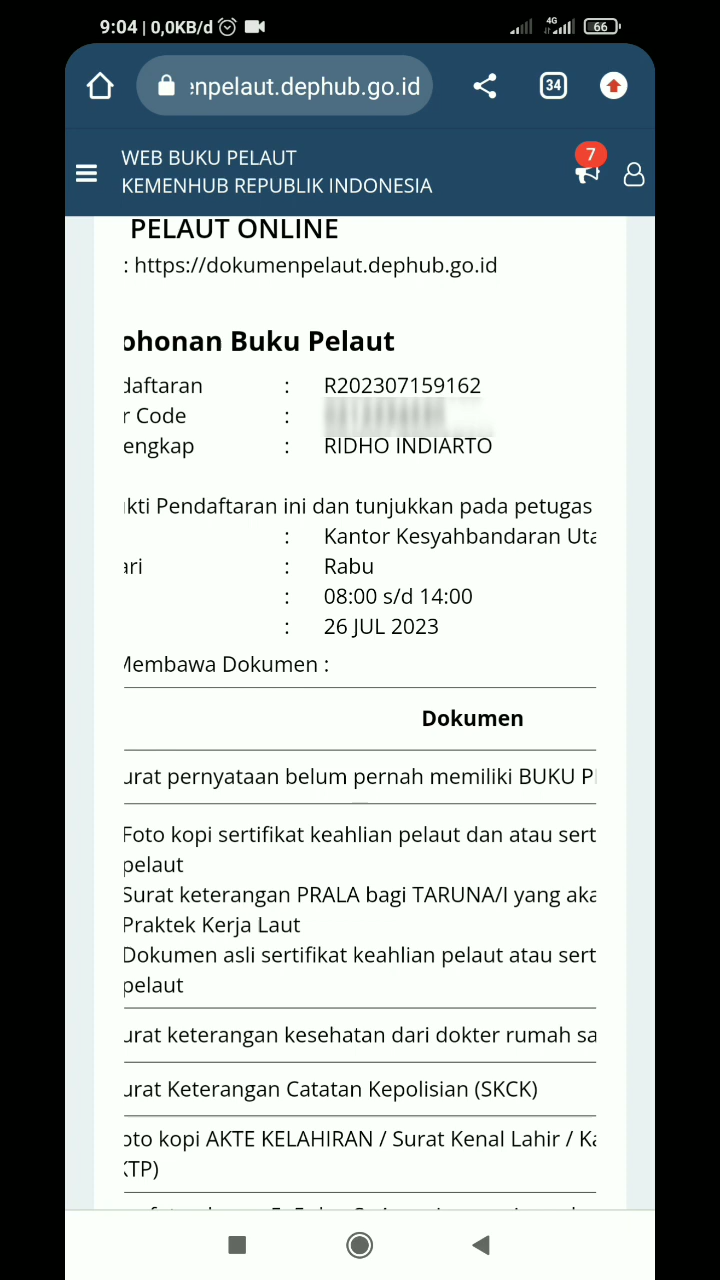 9:04 | 0,0KB/d
4G
66
enpelaut.dephub.go.id
34
WEB BUKU PELAUT
7
KEMENHUB REPUBLIK INDONESIA
PELAUT ONLINE
: https://dokumenpelaut.dephub.go.id
ohonan Buku Pelaut
daftaran : R202307159162
r Code :
engkap : RIDHO INDIARTO
ukti Pendaftaran ini dan tunjukkan pada petugas
: Kantor Kesyahbandaran Uta
ari : Rabu
: 08:00 s/d 14:00
: 26 JUL 2023
Membawa Dokumen :
Dokumen
urat pernyataan belum pernah memiliki BUKU P
Foto kopi sertifikat keahlian pelaut dan atau sert
pelaut
Surat keterangan PRALA bagi TARUNA/I yang aka
Praktek Kerja Laut
Dokumen asli sertifikat keahlian pelaut atau sert
pelaut
urat keterangan kesehatan dari dokter rumah sa
urat Keterangan Catatan Kepolisian (SKCK)
oto kopi AKTE KELAHIRAN / Surat Kenal Lahir / Ka
KTP)